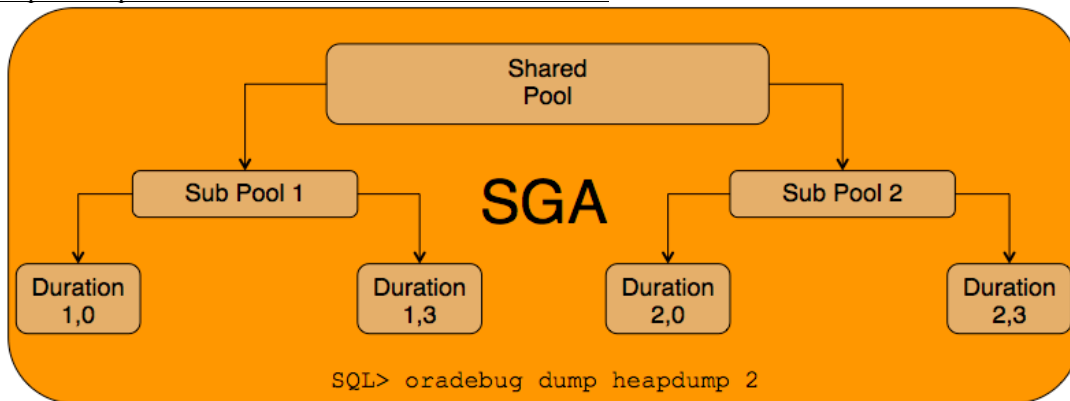 Shared
Pool
Sub Pool 1
SGA
Sub Pool 2
Duration
1,0
Duration
1,3
Duration
2,0
Duration
2,3
SQL> oradebug dump heapdump 2